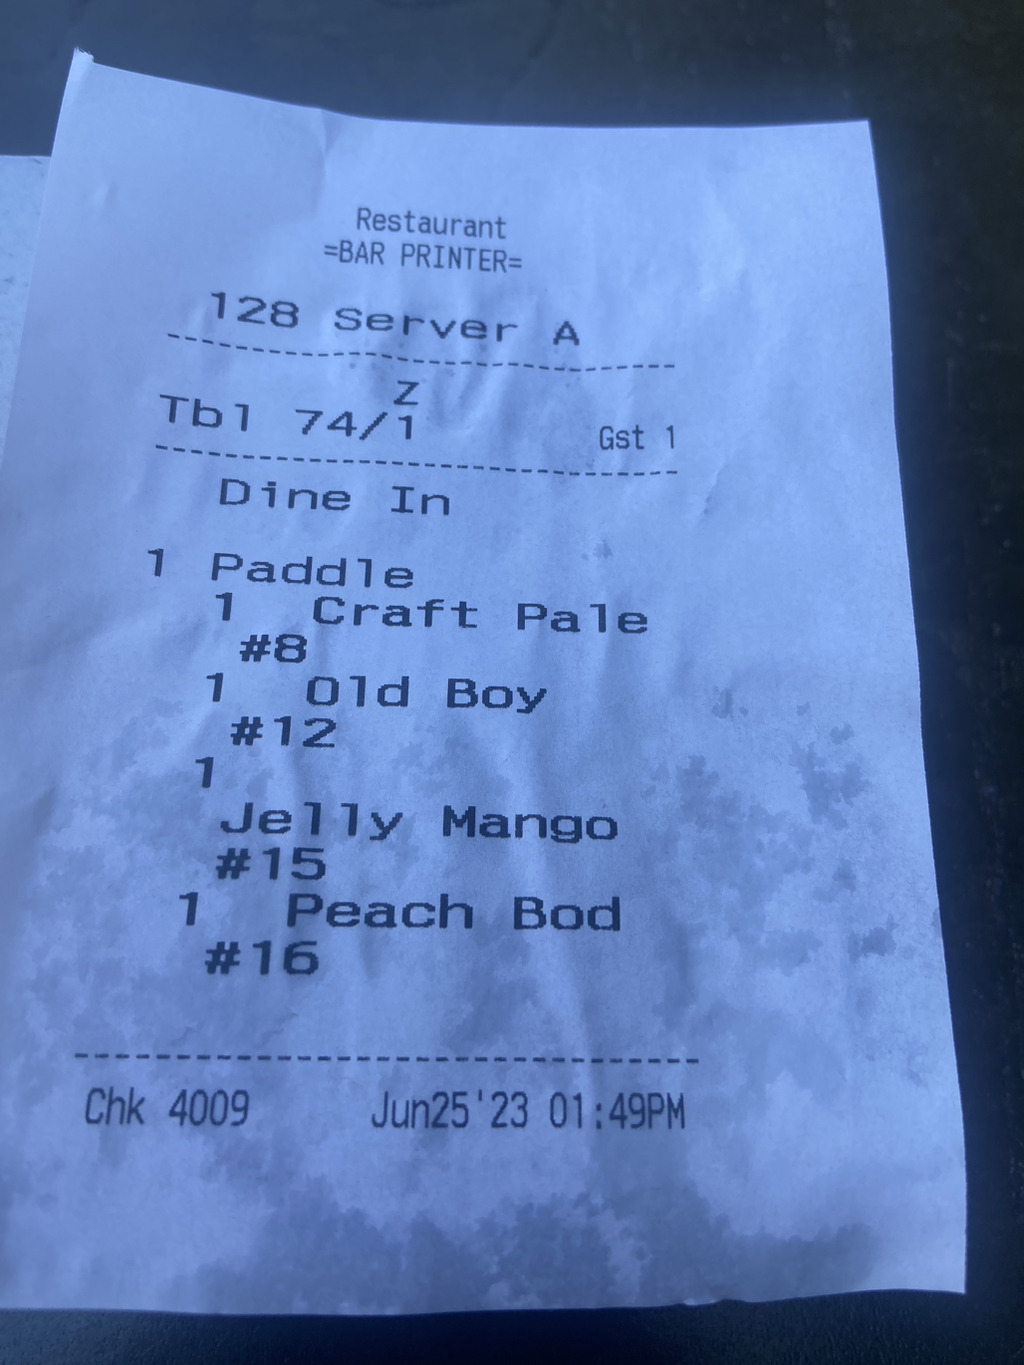 Restaurant
=BAR PRINTER=
128 Server A
--------------------------------
Z
Tbl 74/1 Gst 1
--------------------------------
Dine In
1 Paddle
1 Craft Pale
#8
1 Old Boy
#12
1
Jelly Mango
#15
1 Peach Bod
#16
--------------------------------
Chk 4009 Jun25'23 01:49PM